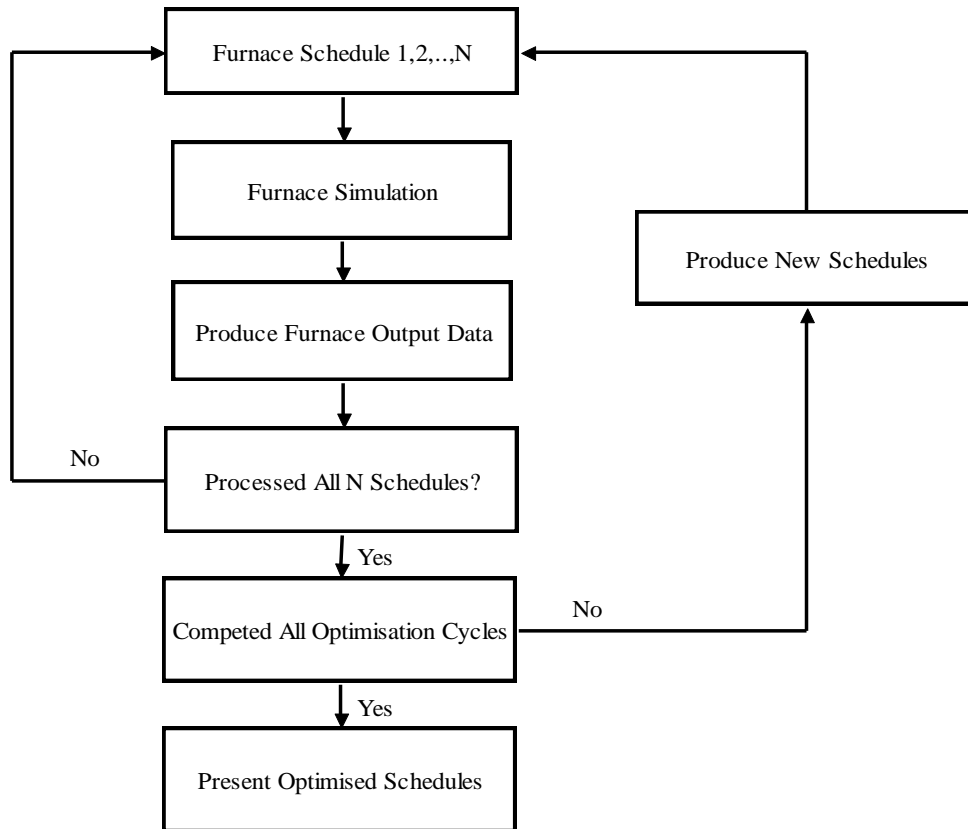 Furnace Schedule 1,2,..,N
Furnace Simulation
Produce New Schedules
Produce Furnace Output Data
No
Processed All N Schedules?
Yes
No
Competed All Optimisation Cycles
Yes
Present Optimised Schedules